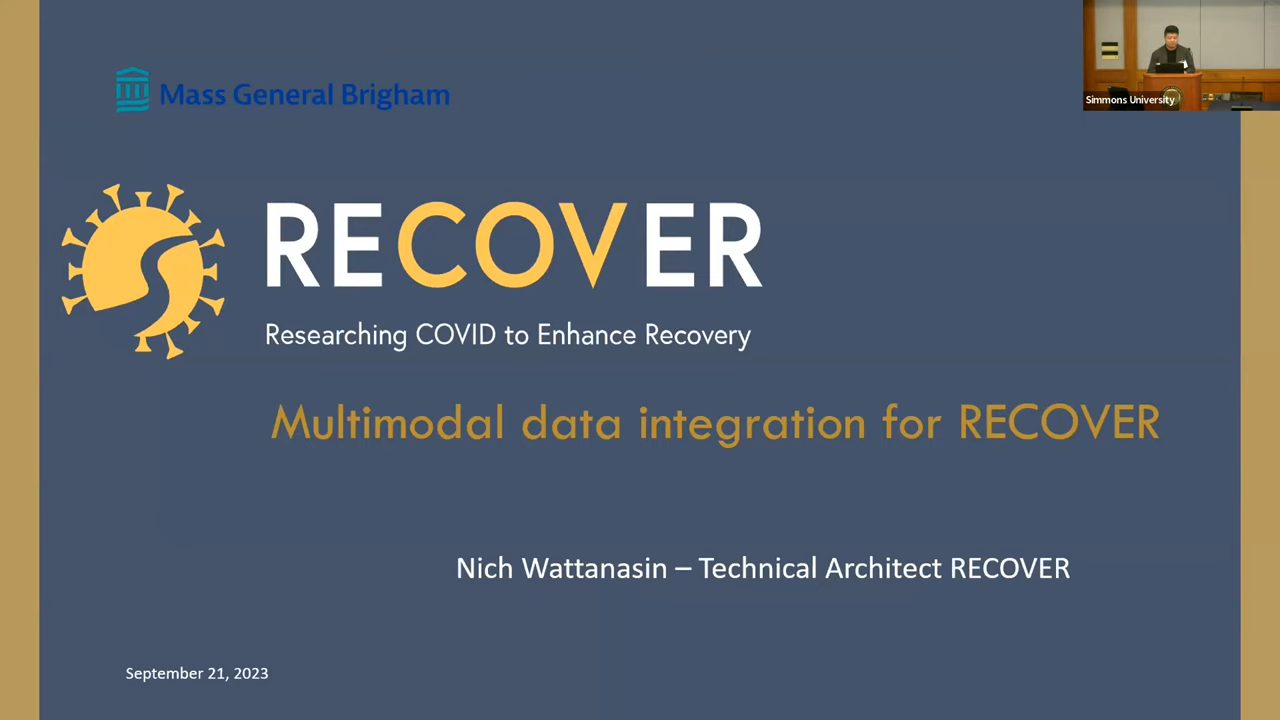 Mass General Brigham
Simmons University
RECOVER
Researching COVID to Enhance Recovery
Multimodal data integration for RECOVER
Nich Wattanasin – Technical Architect RECOVER
September 21, 2023